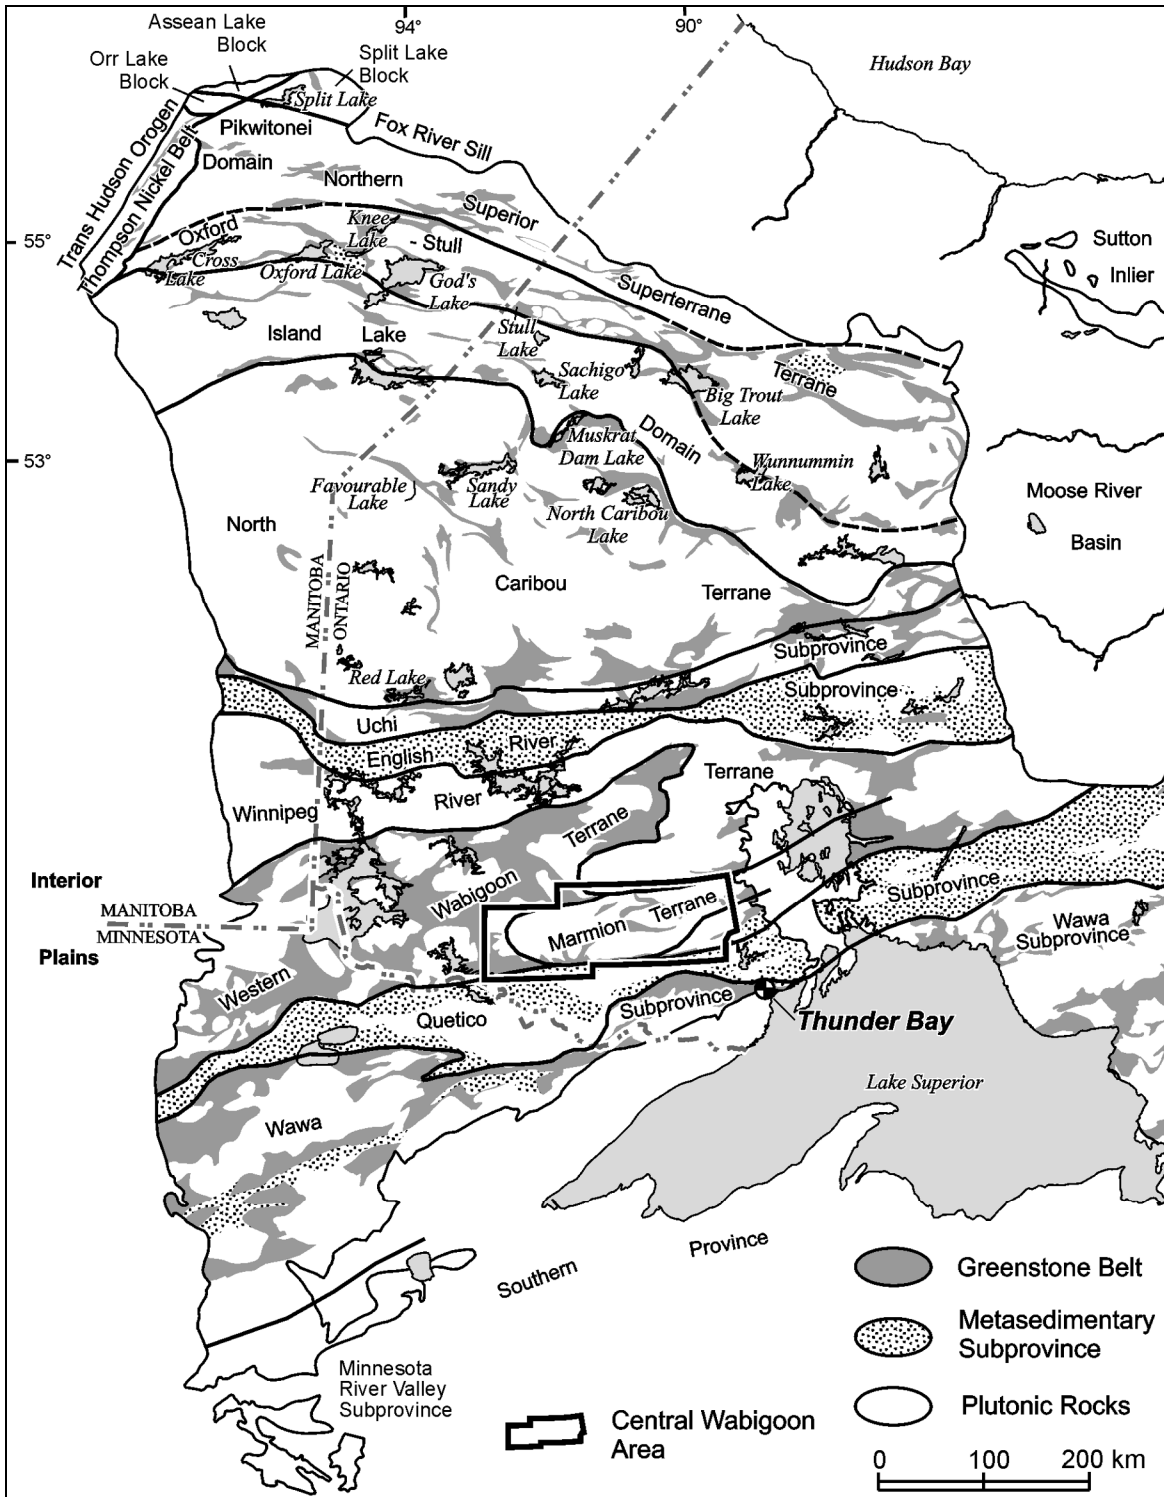 94°
90°
Assean Lake
Block
Orr Lake
Block
Split Lake
Block
Hudson Bay
Split Lake
Pikwitonei
Domain
Fox River Sill
Trans Hudson Orogen
Thompson Nickel Belt
Northern
Superior
Superterrane
55°
Oxford
- Stull
Terrane
Knee
Lake
Cross
Lake
Oxford Lake
God's
Lake
Sutton
Inlier
Island
Lake
Domain
Stull
Lake
Sachigo
Lake
Big Trout
Lake
Muskrat
Dam Lake
Wunnummin
Lake
53°
Favourable
Lake
Sandy
Lake
North Caribou
Lake
Moose River
Basin
North
Caribou
Terrane
MANITOBA
ONTARIO
Red Lake
Uchi
Subprovince
English
River
Subprovince
Winnipeg
River
Terrane
Interior
Plains
MANITOBA
MINNESOTA
Western
Wabigoon
Terrane
Marmion
Terrane
Subprovince
Quetico
Wawa
Subprovince
Subprovince
Thunder Bay
Lake Superior
Wawa
Southern
Province
Minnesota
River Valley
Subprovince
Greenstone Belt
Metasedimentary
Subprovince
Plutonic Rocks
Central Wabigoon
Area
0 100 200 km